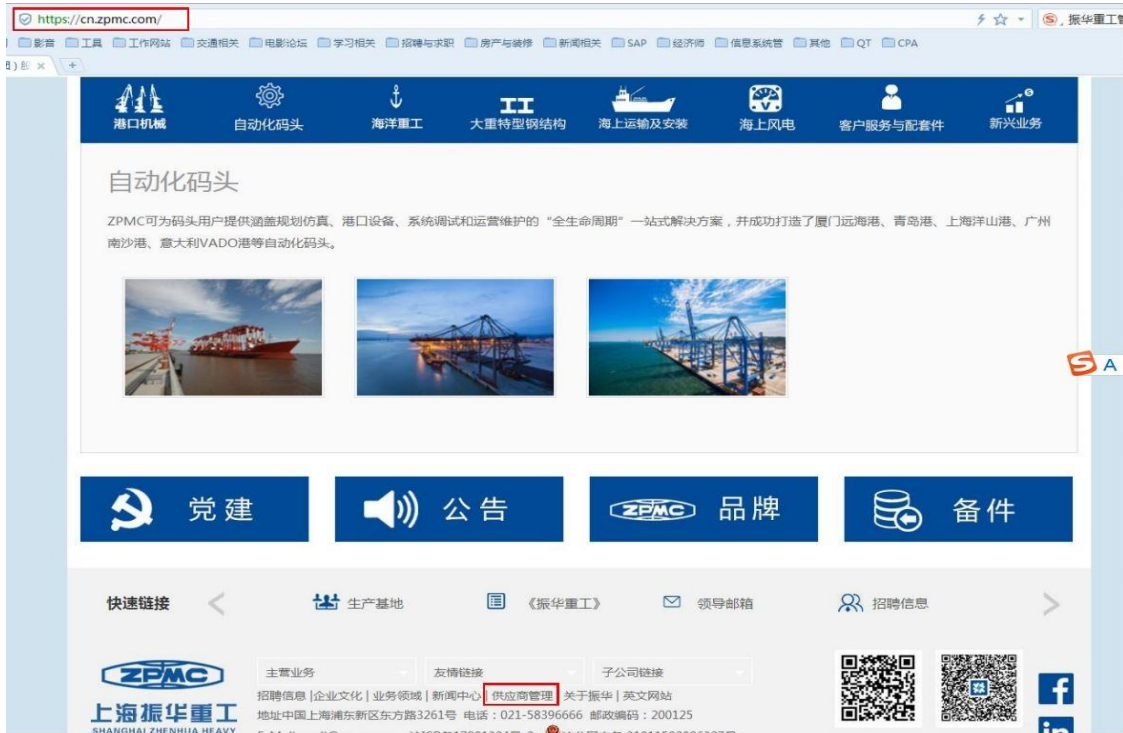 https://cn.zpmc.com/
振华重工
影音 工具 工作网站 交通相关 电影论坛 学习相关 招聘与求职 房产与装修 新闻相关 SAP 经济师 信息系统管 其他 QT CPA
港口机械 自动化码头 海洋重工 大重特型钢结构 海上运输及安装 海上风电 客户服务与配套件 新兴业务
自动化码头
ZPMC可为码头用户提供涵盖规划仿真、港口设备、系统调试和运营维护的“全生命周期”一站式解决方案，并成功打造了厦门远海港、青岛港、上海洋山港、广州
南沙港、意大利VADO港等自动化码头。
A
党建 公告 ZPMC 品牌 备件
快速链接 生产基地 《振华重工》 领导邮箱 招聘信息
ZPMC
主营业务 友情链接 子公司链接
招聘信息 |企业文化 | 业务领域 | 新闻中心 | 供应商管理 关于振华 | 英文网站
上海振华重工
地址中国上海浦东新区东方路3261号 电话：021-58396666 邮政编码：200125
SHANGHAI ZHENHUA HEAVY